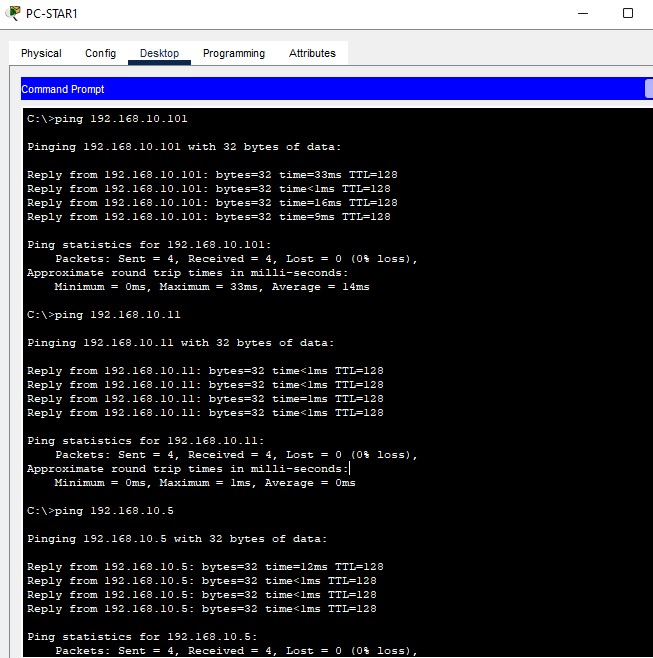 PC-STAR1
Physical Config Desktop Programming Attributes
Command Prompt
C:\>ping 192.168.10.101
Pinging 192.168.10.101 with 32 bytes of data:
Reply from 192.168.10.101: bytes=32 time=33ms TTL=128
Reply from 192.168.10.101: bytes=32 time<1ms TTL=128
Reply from 192.168.10.101: bytes=32 time=16ms TTL=128
Reply from 192.168.10.101: bytes=32 time=9ms TTL=128
Ping statistics for 192.168.10.101:
Packets: Sent = 4, Received = 4, Lost = 0 (0% loss),
Approximate round trip times in milli-seconds:
Minimum = 0ms, Maximum = 33ms, Average = 14ms
C:\>ping 192.168.10.11
Pinging 192.168.10.11 with 32 bytes of data:
Reply from 192.168.10.11: bytes=32 time<1ms TTL=128
Reply from 192.168.10.11: bytes=32 time<1ms TTL=128
Reply from 192.168.10.11: bytes=32 time=1ms TTL=128
Reply from 192.168.10.11: bytes=32 time<1ms TTL=128
Ping statistics for 192.168.10.11:
Packets: Sent = 4, Received = 4, Lost = 0 (0% loss),
Approximate round trip times in milli-seconds:
Minimum = 0ms, Maximum = 1ms, Average = 0ms
C:\>ping 192.168.10.5
Pinging 192.168.10.5 with 32 bytes of data:
Reply from 192.168.10.5: bytes=32 time=12ms TTL=128
Reply from 192.168.10.5: bytes=32 time<1ms TTL=128
Reply from 192.168.10.5: bytes=32 time<1ms TTL=128
Reply from 192.168.10.5: bytes=32 time<1ms TTL=128
Ping statistics for 192.168.10.5:
Packets: Sent = 4, Received = 4, Lost = 0 (0% loss),